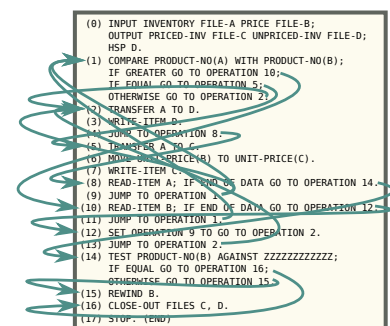 (0) INPUT INVENTORY FILE-A PRICE FILE-B;
OUTPUT PRICED-INV FILE-C UNPRICED-INV FILE-D;
HSP D.
(1) COMPARE PRODUCT-NO(A) WITH PRODUCT-NO(B);
IF GREATER GO TO OPERATION 10;
IF EQUAL GO TO OPERATION 5;
OTHERWISE GO TO OPERATION 2.
(2) TRANSFER A TO D.
(3) WRITE-ITEM D.
(4) JUMP TO OPERATION 8.
(5) TRANSFER A TO C.
(6) MOVE UNIT-PRICE(B) TO UNIT-PRICE(C).
(7) WRITE-ITEM C.
(8) READ-ITEM A; IF END OF DATA GO TO OPERATION 14.
(9) JUMP TO OPERATION 1
(10) READ-ITEM B; IF END OF DATA GO TO OPERATION 12.
(11) JUMP TO OPERATION 1.
(12) SET OPERATION 9 TO GO TO OPERATION 2.
(13) JUMP TO OPERATION 2.
(14) TEST PRODUCT-NO(B) AGAINST ZZZZZZZZZZZZ;
IF EQUAL GO TO OPERATION 16;
OTHERWISE GO TO OPERATION 15.
(15) REWIND B.
(16) CLOSE-OUT FILES C, D.
(17) STOP. (END)